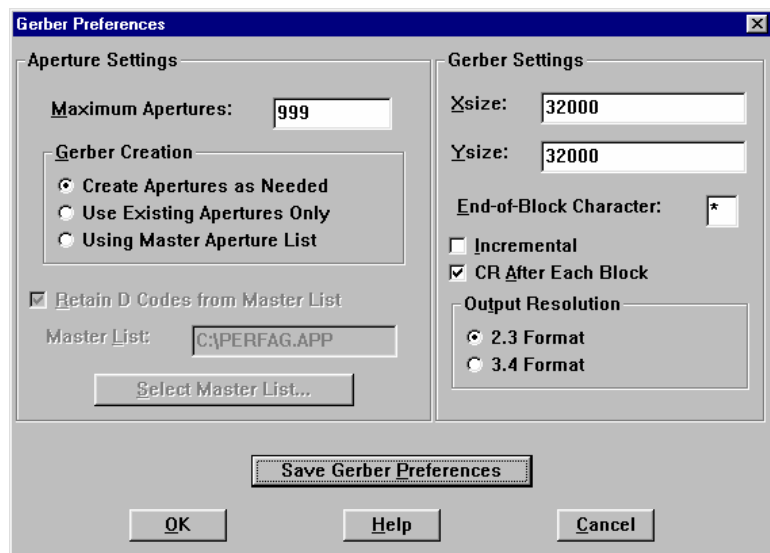 Gerber Preferences
Aperture Settings
Maximum Apertures: 999
Gerber Creation
Create Apertures as Needed
Use Existing Apertures Only
Using Master Aperture List
Retain D Codes from Master List
Master List: C:\PERFAG.APP
Select Master List...
Gerber Settings
Xsize: 32000
Ysize: 32000
End-of-Block Character: *
Incremental
CR After Each Block
Output Resolution
2.3 Format
3.4 Format
Save Gerber Preferences
OK Help Cancel